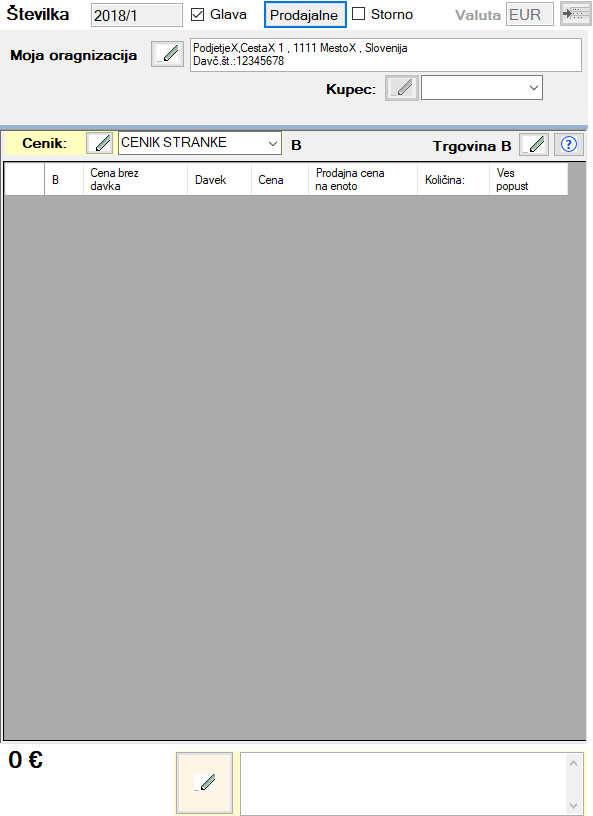 Številka 2018/1 Glava Prodajalne Storno Valuta EUR
Moja oragnizacija
PodjetjeX,CestaX 1 , 1111 MestoX , Slovenija
Davč.št.:12345678
Kupec:
Cenik: CENIK STRANKE B Trgovina B ?
B
Cena brez
davka
Davek
Cena
Prodajna cena
na enoto
Količina:
Ves
popust
0 €